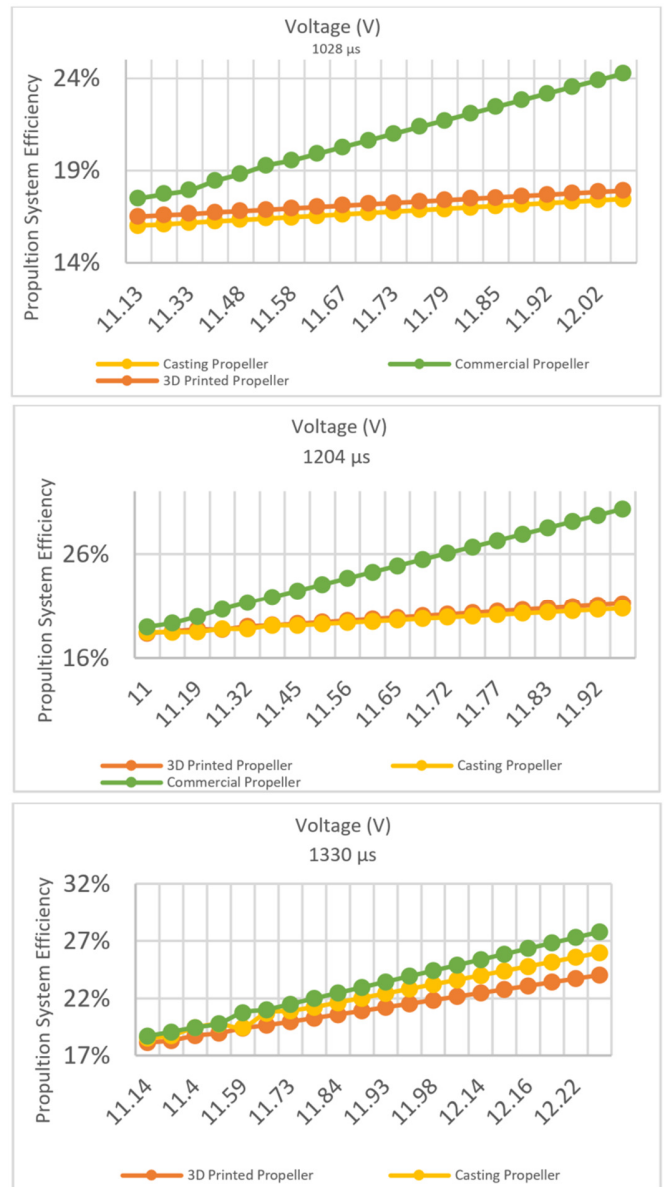 Voltage (V)
1028 µs
Propultion System Efficiency
24%
19%
14%
11.13 11.33 11.48 11.58 11.67 11.73 11.79 11.85 11.92 12.02
Casting Propeller Commercial Propeller
3D Printed Propeller
Voltage (V)
1204 µs
Propultion System Efficiency
26%
16%
11 11.19 11.32 11.45 11.56 11.65 11.72 11.77 11.83 11.92
3D Printed Propeller Casting Propeller
Commercial Propeller
Voltage (V)
1330 µs
Propultion System Efficiency
32%
27%
22%
17%
11.14 11.4 11.59 11.73 11.84 11.93 11.98 12.14 12.16 12.22
3D Printed Propeller Casting Propeller